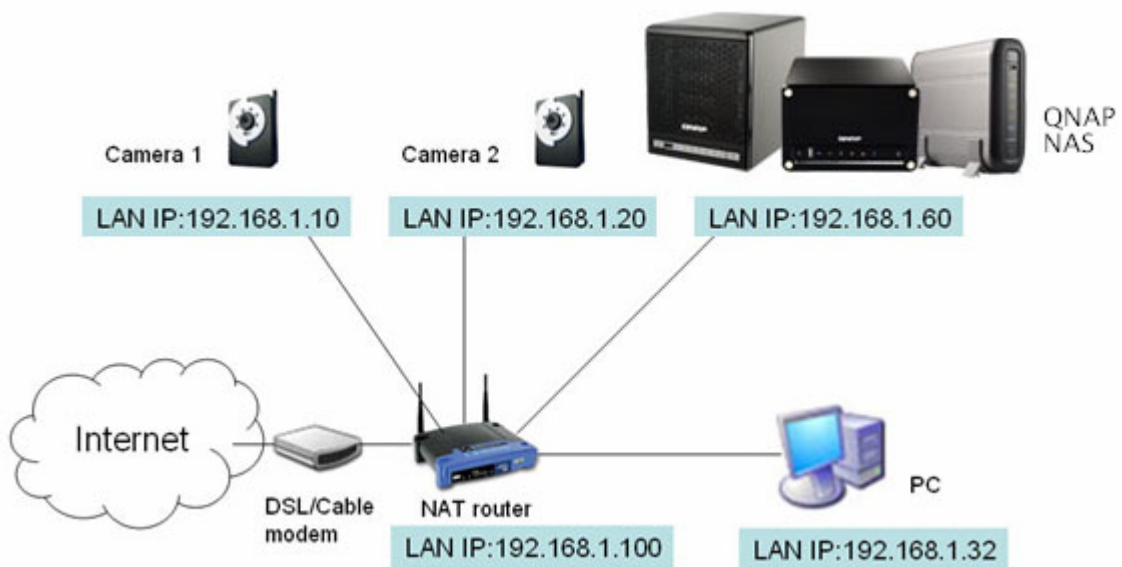 QNAP
NAS
Camera 1
Camera 2
LAN IP:192.168.1.10
LAN IP:192.168.1.20
LAN IP:192.168.1.60
Internet
DSL/Cable
modem
NAT router
PC
LAN IP:192.168.1.100
LAN IP:192.168.1.32